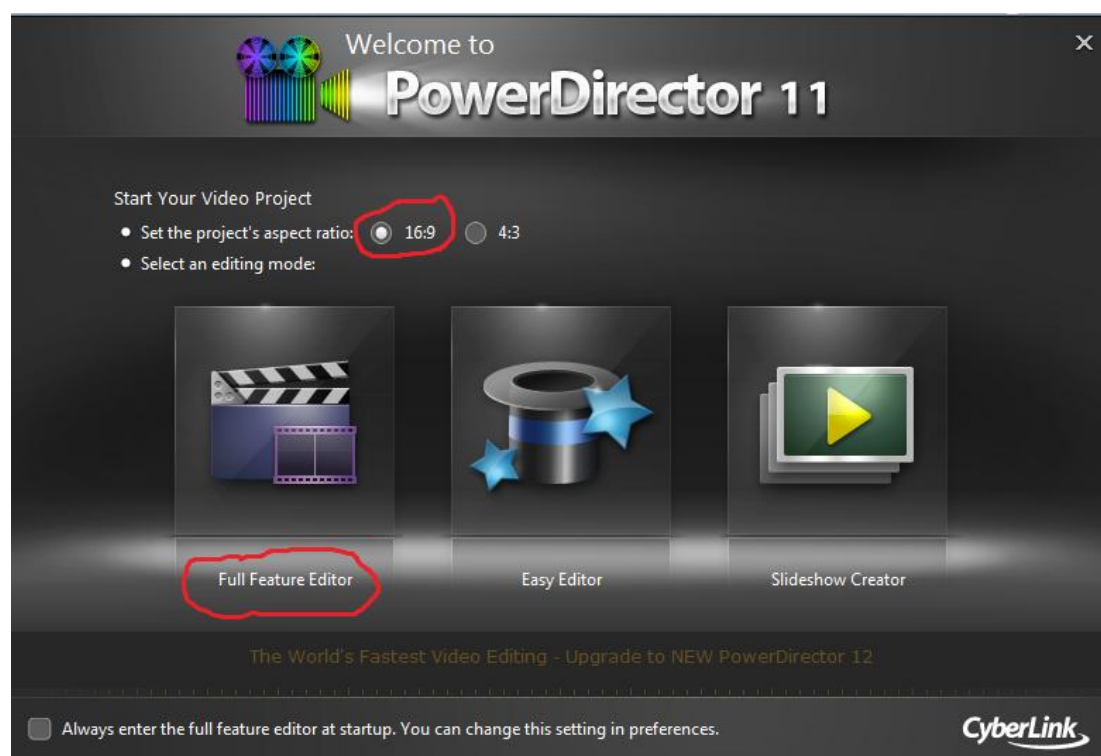 Welcome to
PowerDirector 11
Start Your Video Project
Set the project's aspect ratio: 16:9 4:3
Select an editing mode:
Full Feature Editor Easy Editor Slideshow Creator
The World's Fastest Video Editing - Upgrade to NEW PowerDirector 12
Always enter the full feature editor at startup. You can change this setting in preferences.
CyberLink